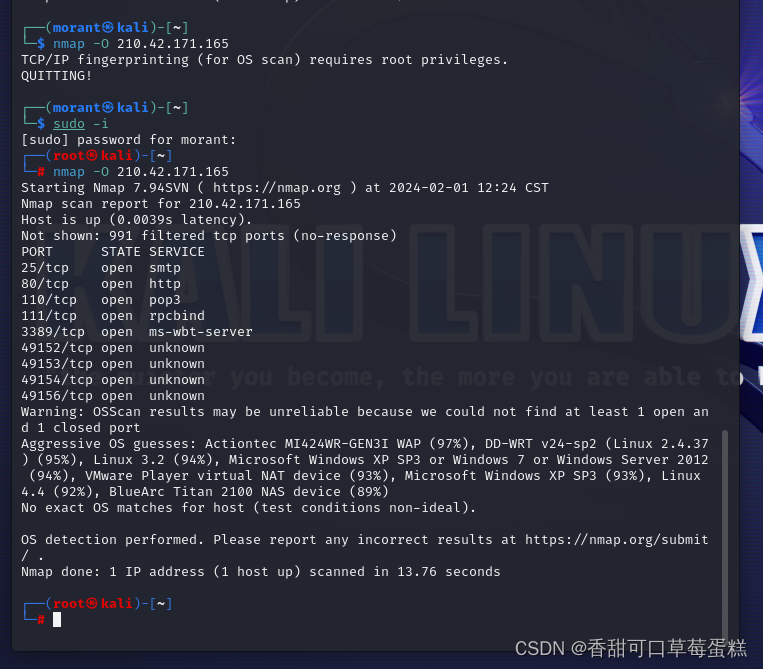 ┌──(morant㉿kali)-[~]
└─$ nmap -O 210.42.171.165
TCP/IP fingerprinting (for OS scan) requires root privileges.
QUITTING!
┌──(morant㉿kali)-[~]
└─$ sudo -i
[sudo] password for morant:
┌──(root㉿kali)-[~]
└─# nmap -O 210.42.171.165
Starting Nmap 7.94SVN ( https://nmap.org ) at 2024-02-01 12:24 CST
Nmap scan report for 210.42.171.165
Host is up (0.0039s latency).
Not shown: 991 filtered tcp ports (no-response)
PORT      STATE SERVICE
25/tcp    open  smtp
80/tcp    open  http
110/tcp   open  pop3
111/tcp   open  rpcbind
3389/tcp  open  ms-wbt-server
49152/tcp open  unknown
49153/tcp open  unknown
49154/tcp open  unknown
49156/tcp open  unknown
Warning: OSScan results may be unreliable because we could not find at least 1 open an
d 1 closed port
Aggressive OS guesses: Actiontec MI424WR-GEN3I WAP (97%), DD-WRT v24-sp2 (Linux 2.4.37
) (95%), Linux 3.2 (94%), Microsoft Windows XP SP3 or Windows 7 or Windows Server 2012
 (94%), VMware Player virtual NAT device (93%), Microsoft Windows XP SP3 (93%), Linux
4.4 (92%), BlueArc Titan 2100 NAS device (89%)
No exact OS matches for host (test conditions non-ideal).
OS detection performed. Please report any incorrect results at https://nmap.org/submit
/ .
Nmap done: 1 IP address (1 host up) scanned in 13.76 seconds
┌──(root㉿kali)-[~]
└─#
KALI LINUX
you become, the more you are able to
CSDN @香甜可口草莓蛋糕